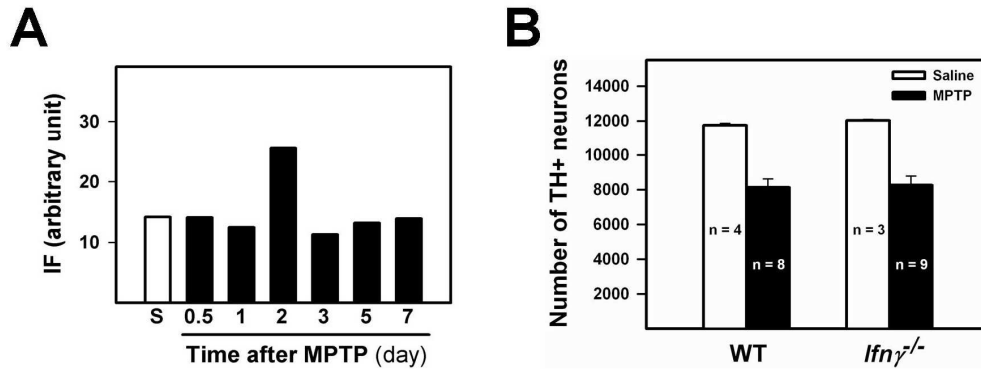 A
IF (arbitrary unit)
30
20
10
S 0.5 1 2 3 5 7
Time after MPTP (day)
B
Number of TH+ neurons
14000
12000
10000
8000
6000
4000
2000
Saline
MPTP
n = 4
n = 8
n = 3
n = 9
WT
Ifnγ-/-